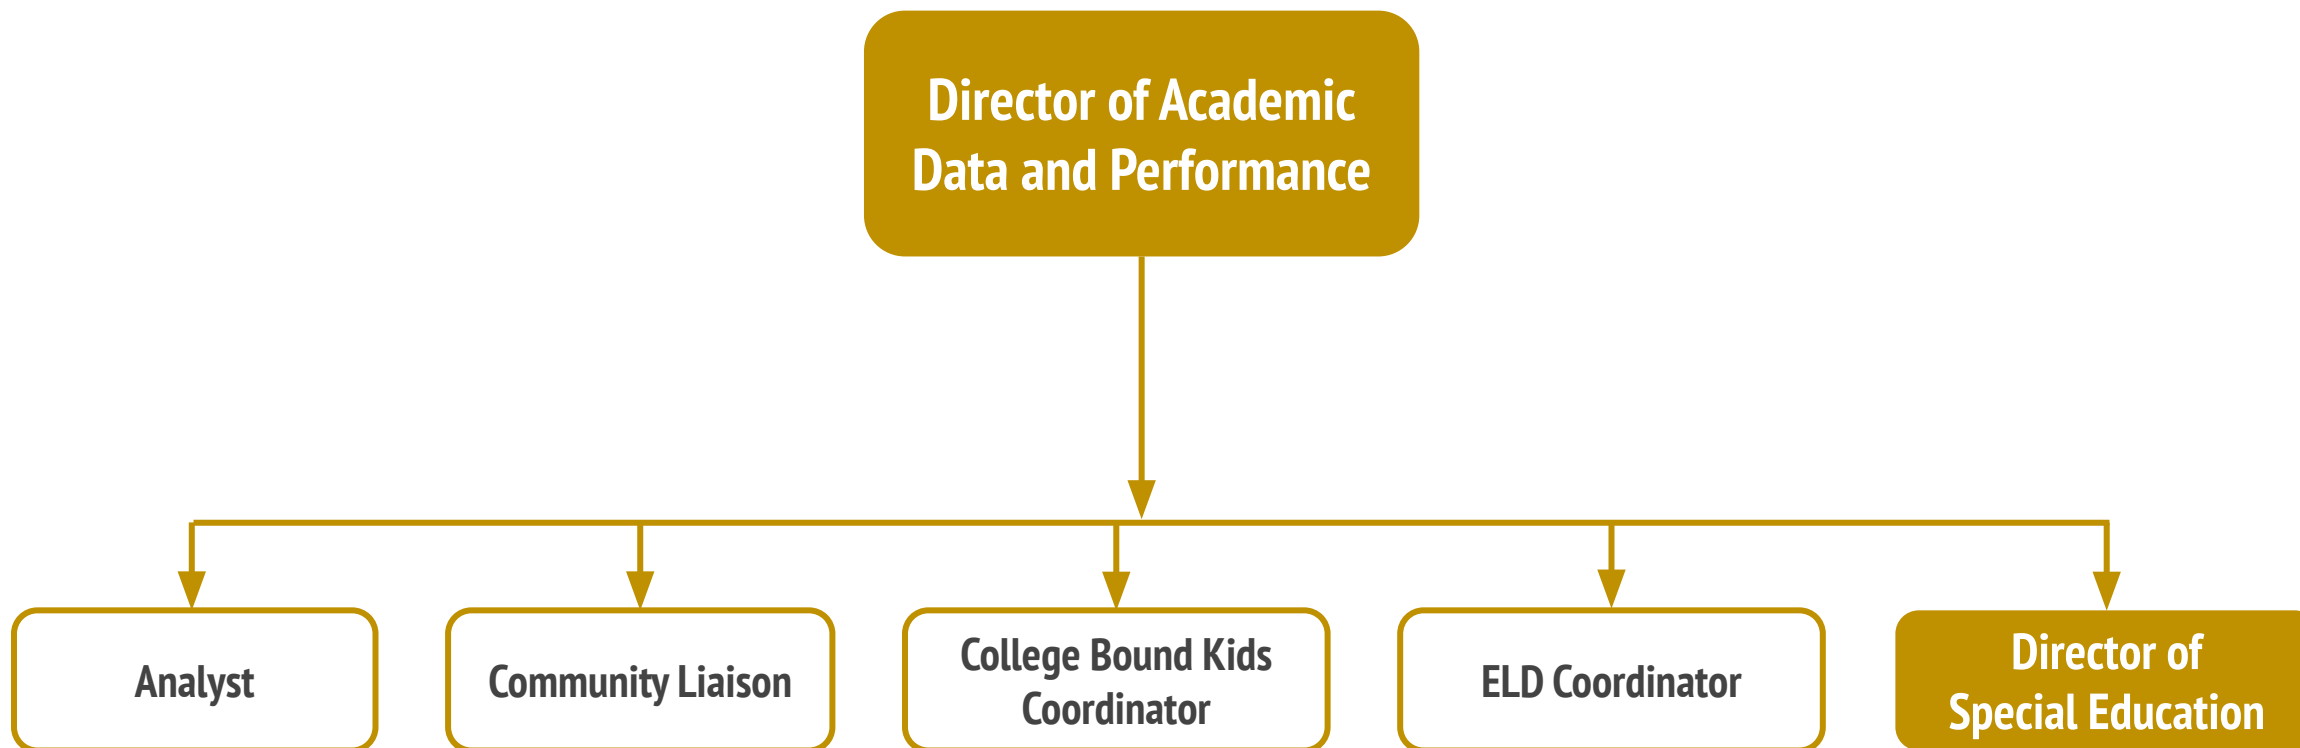 Director of Academic
Data and Performance
Analyst
Community Liaison
College Bound Kids
Coordinator
ELD Coordinator
Director of
Special Education